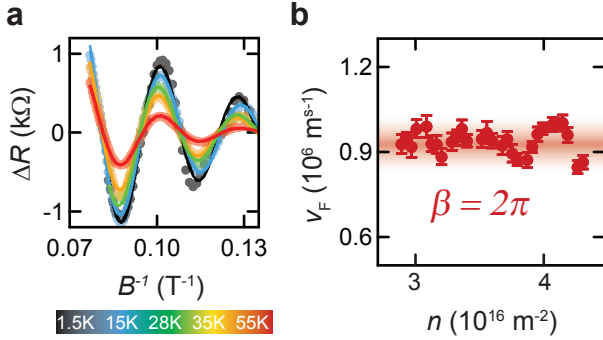 a
ΔR (kΩ)
1
0
-1
0.07 0.10 0.13
B⁻¹ (T⁻¹)
1.5K 15K 28K 35K 55K
b
v_F (10⁶ ms⁻¹)
1.2
0.9
0.6
β = 2π
3 4
n (10¹⁶ m⁻²)